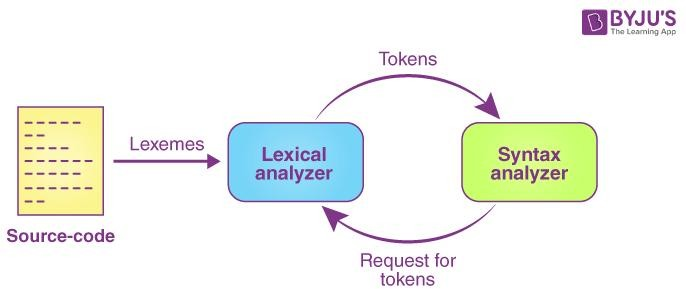 BYJU'S
The Learning App
Tokens
Lexemes
Lexical
analyzer
Syntax
analyzer
Source-code
Request for
tokens